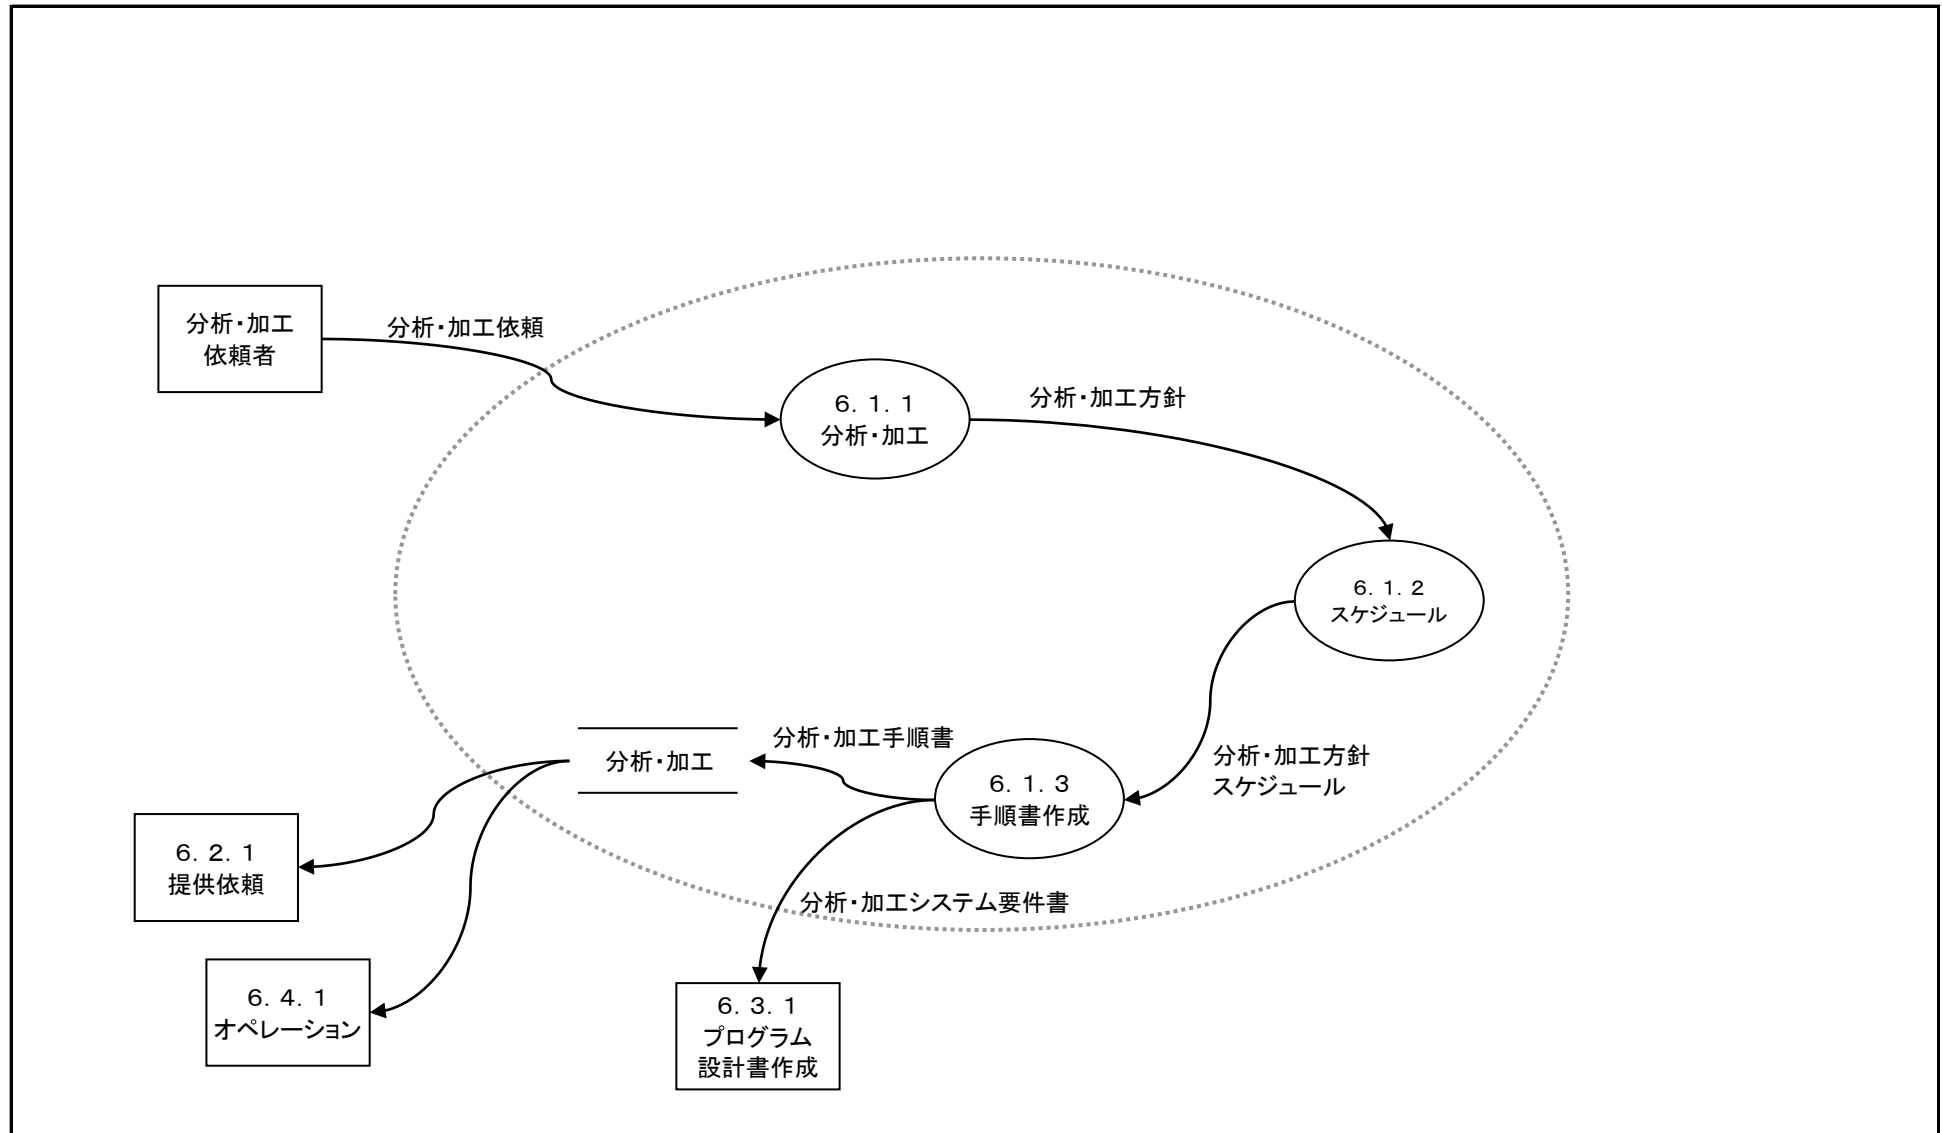 分析・加工
依頼者
分析・加工依頼
6．1．1
分析・加工
分析・加工方針
6．1．2
スケジュール
分析・加工方針
スケジュール
6．1．3
手順書作成
分析・加工手順書
分析・加工
6．2．1
提供依頼
6．4．1
オペレーション
分析・加工システム要件書
6．3．1
プログラム
設計書作成